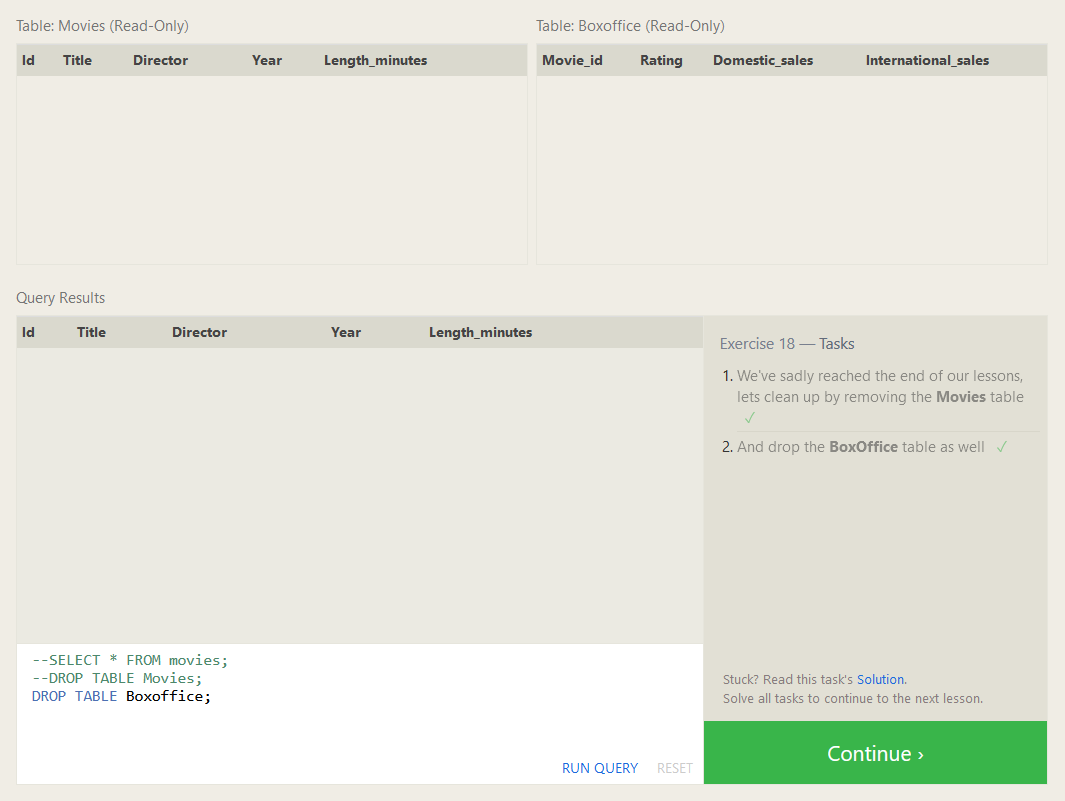 Table: Movies (Read-Only)
Id Title Director Year Length_minutes
Table: Boxoffice (Read-Only)
Movie_id Rating Domestic_sales International_sales
Query Results
Id Title Director Year Length_minutes
--SELECT * FROM movies;
--DROP TABLE Movies;
DROP TABLE Boxoffice;
RUN QUERY RESET
Exercise 18 — Tasks
1. We've sadly reached the end of our lessons,
lets clean up by removing the Movies table
✓
2. And drop the BoxOffice table as well ✓
Stuck? Read this task's Solution.
Solve all tasks to continue to the next lesson.
Continue ›